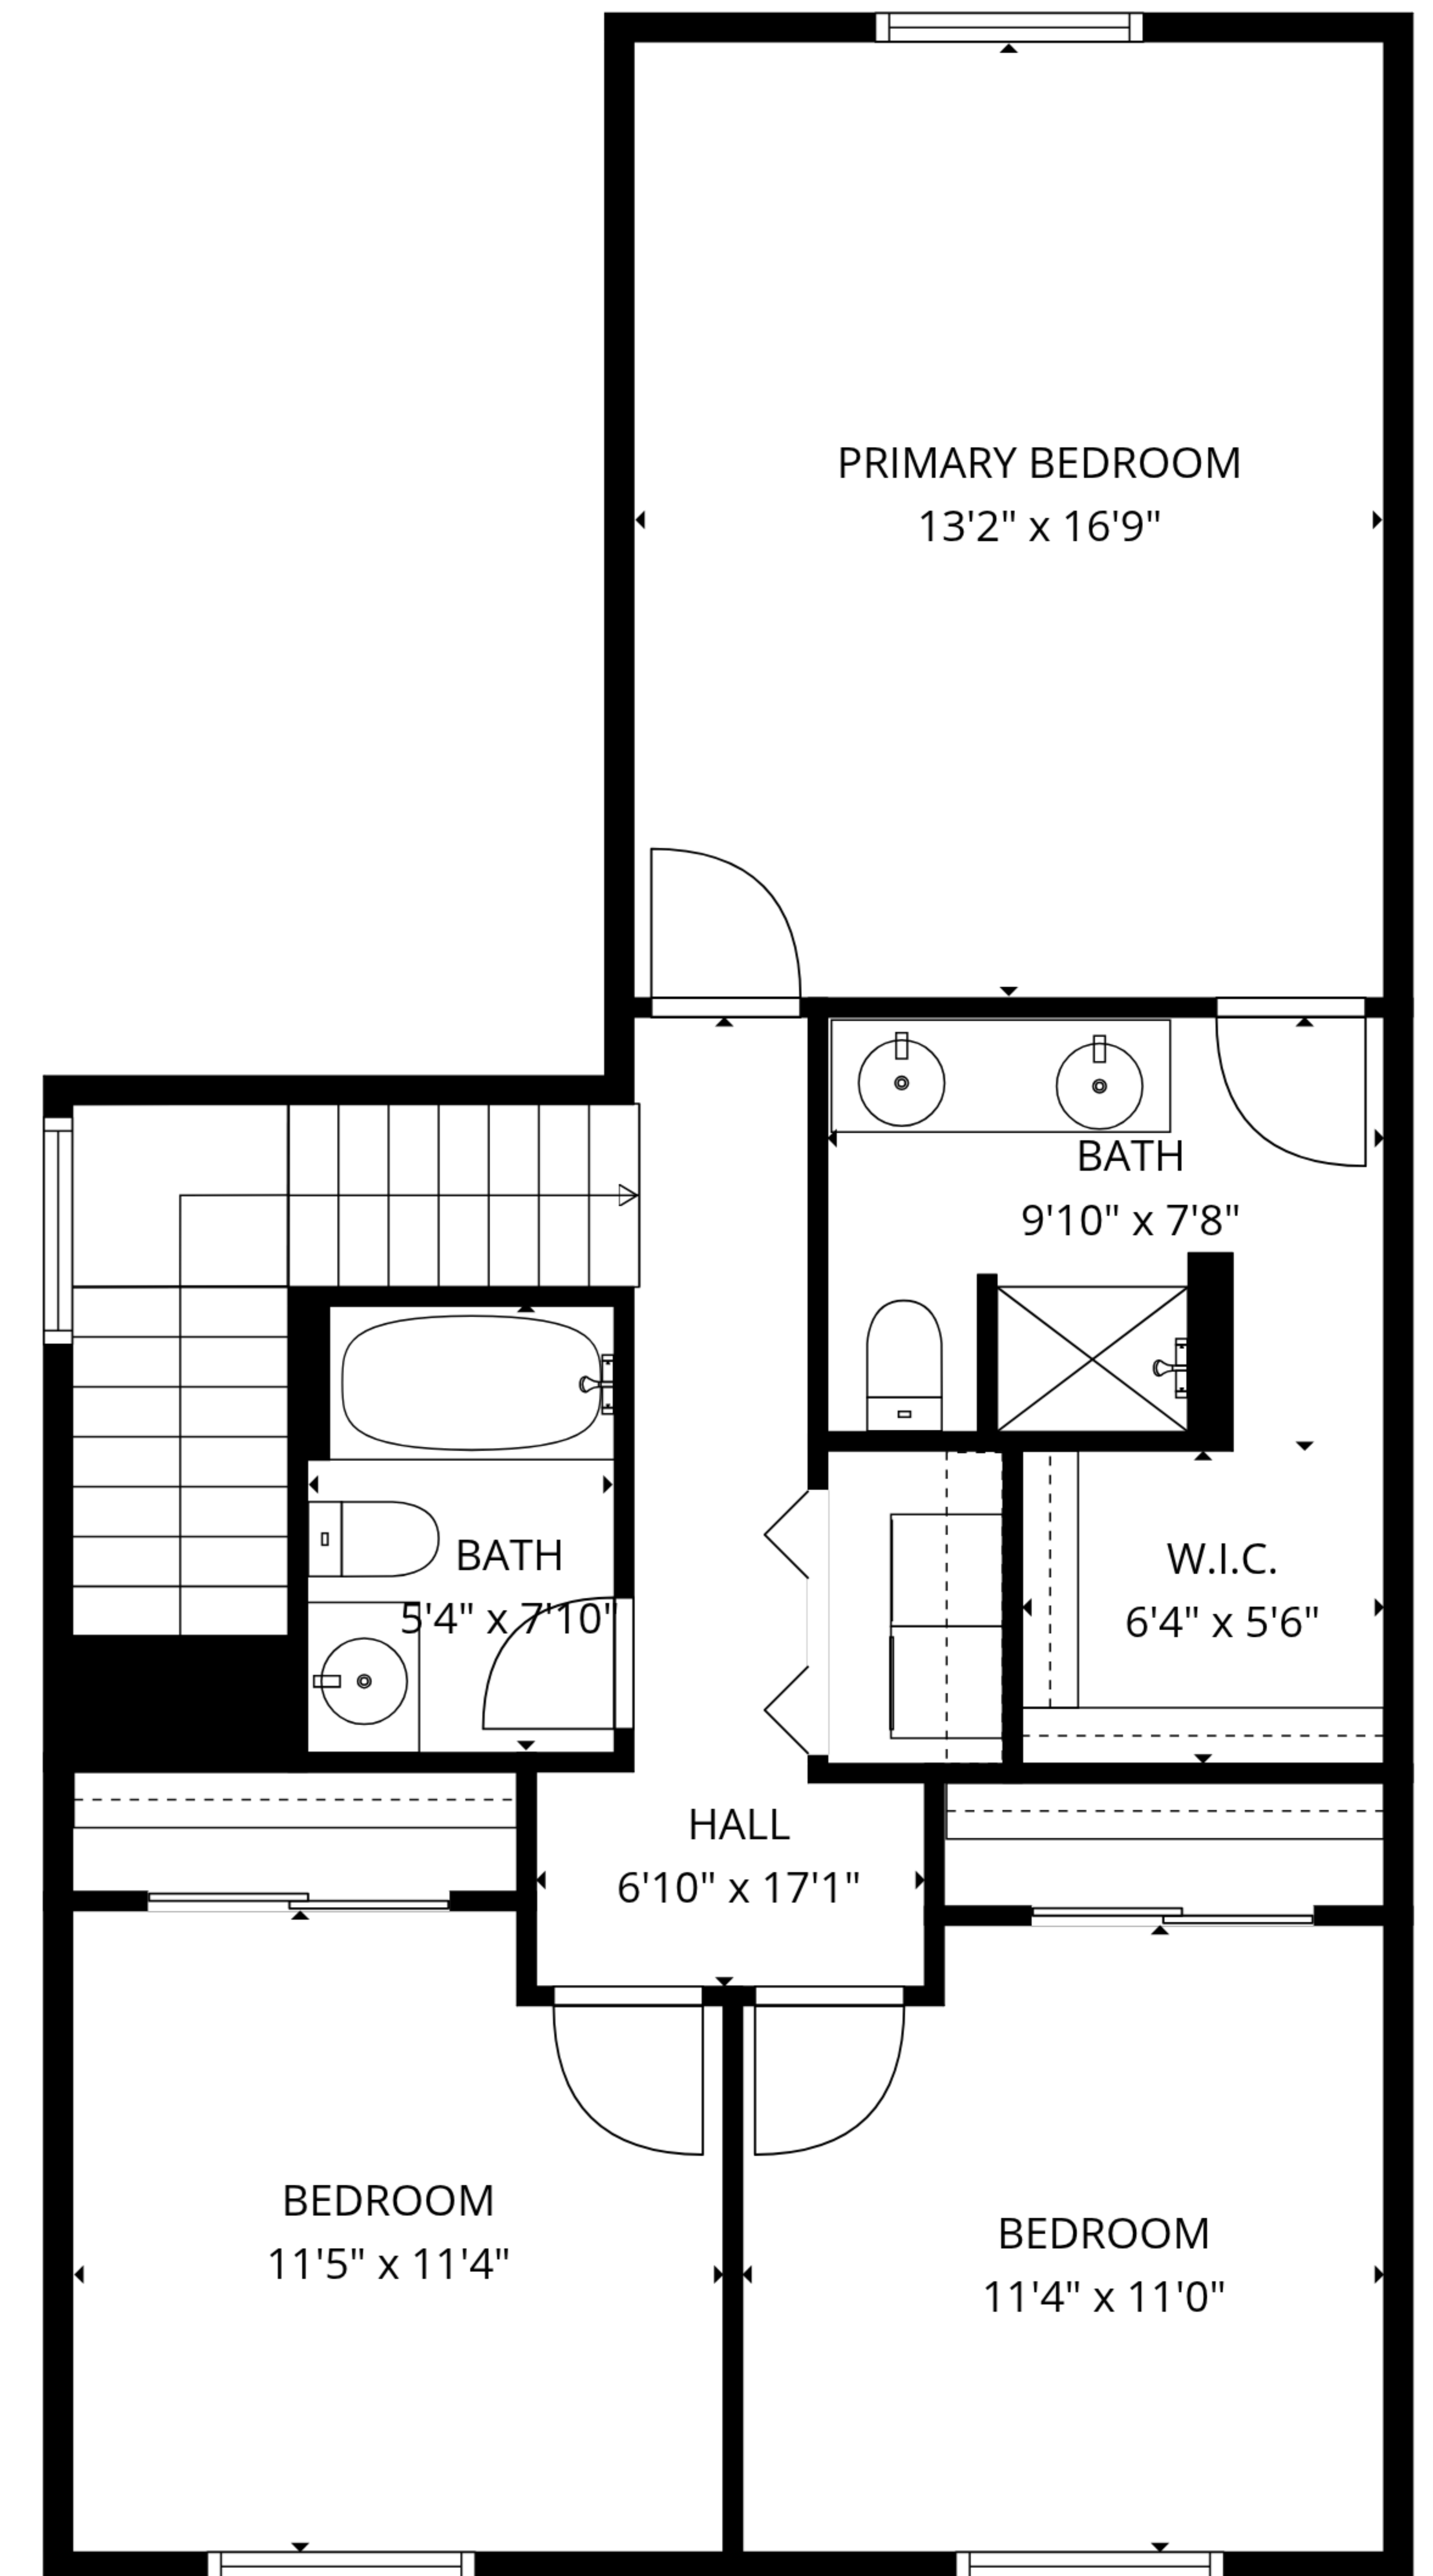 PRIMARY BEDROOM
13'2" x 16'9"
BATH
9'10" x 7'8"
BATH
5'4" x 7'10"
W.I.C.
6'4" x 5'6"
HALL
6'10" x 17'1"
BEDROOM
11'5" x 11'4"
BEDROOM
11'4" x 11'0"